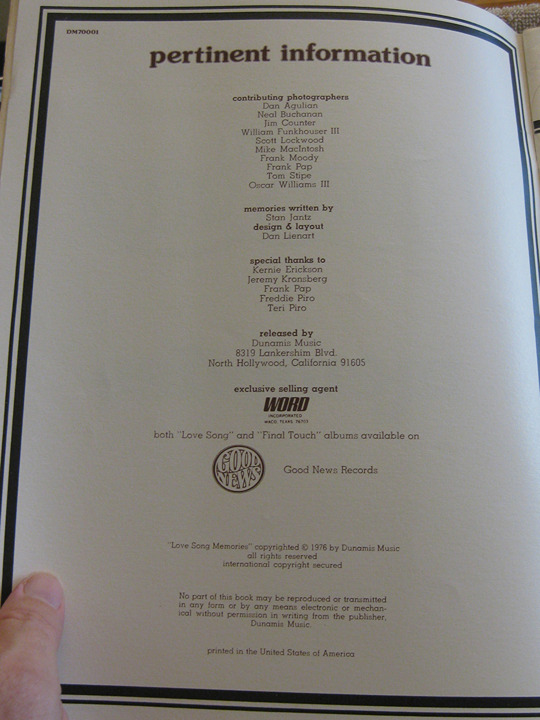 DM70001
pertinent information
contributing photographers
Dan Agulian
Neal Buchanan
Jim Counter
William Funkhouser III
Scott Lockwood
Mike MacIntosh
Frank Moody
Frank Pap
Tom Stipe
Oscar Williams III
memories written by
Stan Jantz
design & layout
Dan Lienart
special thanks to
Kernie Erickson
Jeremy Kronsberg
Frank Pap
Freddie Piro
Teri Piro
released by
Dunamis Music
8319 Lankershim Blvd.
North Hollywood, California 91605
exclusive selling agent
WORD
INCORPORATED
WACO, TEXAS 76703
both "Love Song" and "Final Touch" albums available on
GOOD NEWS
Good News Records
"Love Song Memories" copyrighted © 1976 by Dunamis Music
all rights reserved
international copyright secured
No part of this book may be reproduced or transmitted
in any form or by any means electronic or mechan-
ical without permission in writing from the publisher,
Dunamis Music.
printed in the United States of America